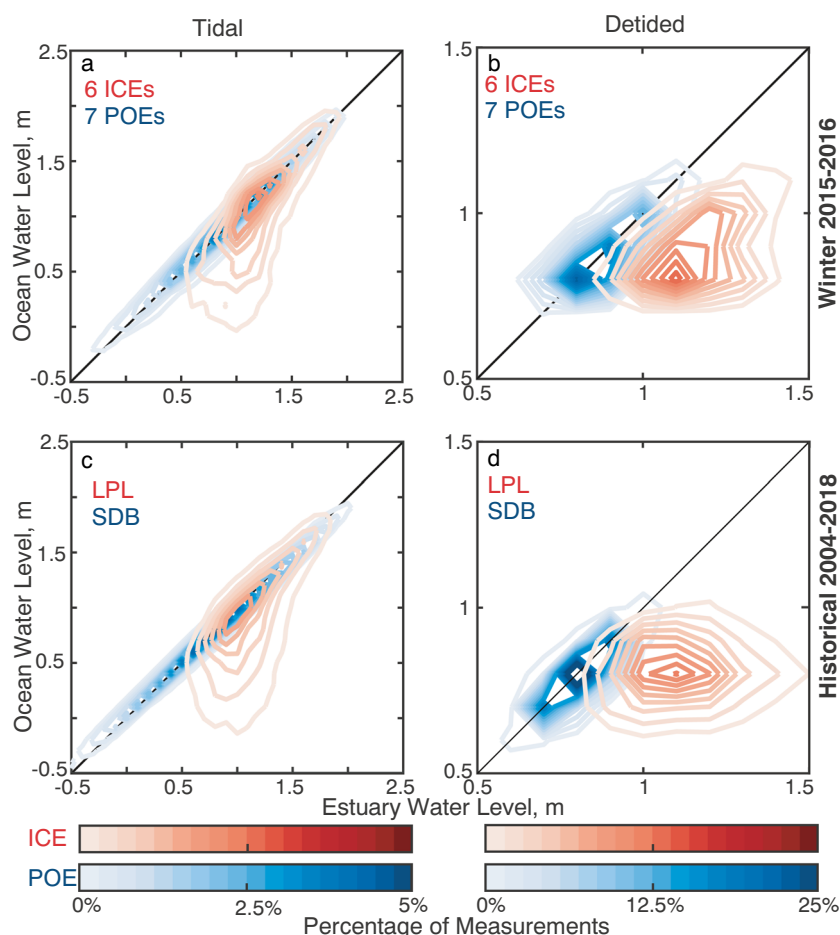 Tidal
Detided
2.5
a
6 ICEs
7 POEs
1.5
0.5
-0.5
-0.5
0.5
1.5
2.5
Ocean Water Level, m
1.5
b
6 ICEs
7 POEs
1
0.5
0.5
1
1.5
Winter 2015-2016
2.5
c
LPL
SDB
1.5
0.5
-0.5
-0.5
0.5
1.5
2.5
Ocean Water Level, m
1.5
d
LPL
SDB
1
0.5
0.5
1
1.5
Historical 2004-2018
Estuary Water Level, m
ICE
POE
0%
2.5%
5%
0%
12.5%
25%
Percentage of Measurements